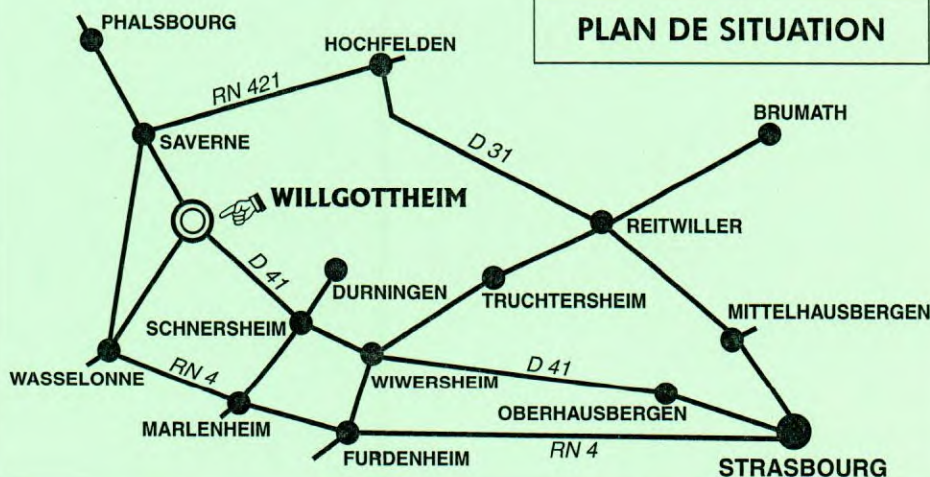 PHALSBOURG
PLAN DE SITUATION
HOCHFELDEN
RN 421
BRUMATH
SAVERNE
D 31
WILLGOTTHEIM
REITWILLER
D 41
DURNINGEN
TRUCHTERSHEIM
MITTELHAUSBERGEN
SCHNERSHEIM
WASSELONNE
RN 4
WIWERSHEIM
D 41
OBERHAUSBERGEN
MARLENHEIM
FURDENHEIM
RN 4
STRASBOURG